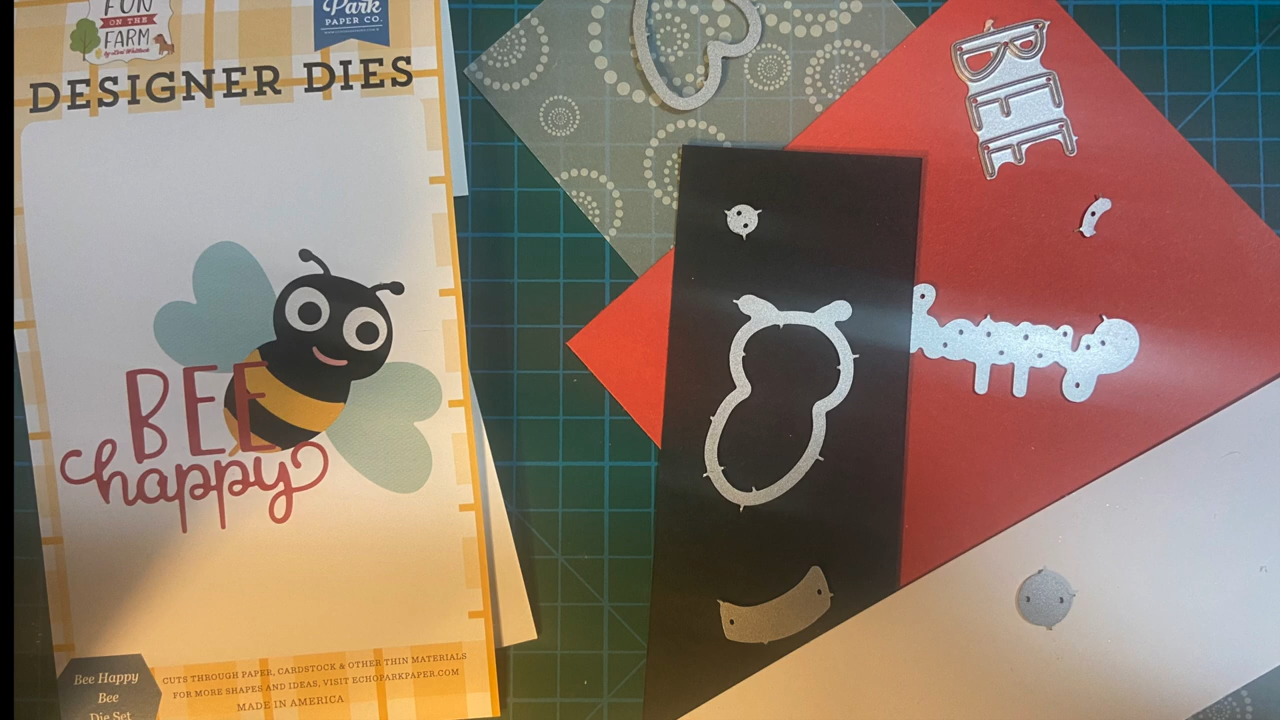 FUN
ON THE
FARM
Park
PAPER CO.
DESIGNER DIES
BEE
happy
Bee Happy
Bee
Die Set
CUTS THROUGH PAPER, CARDSTOCK & OTHER THIN MATERIALS
FOR MORE SHAPES AND IDEAS, VISIT ECHOPARKPAPER.COM
MADE IN AMERICA
BEE